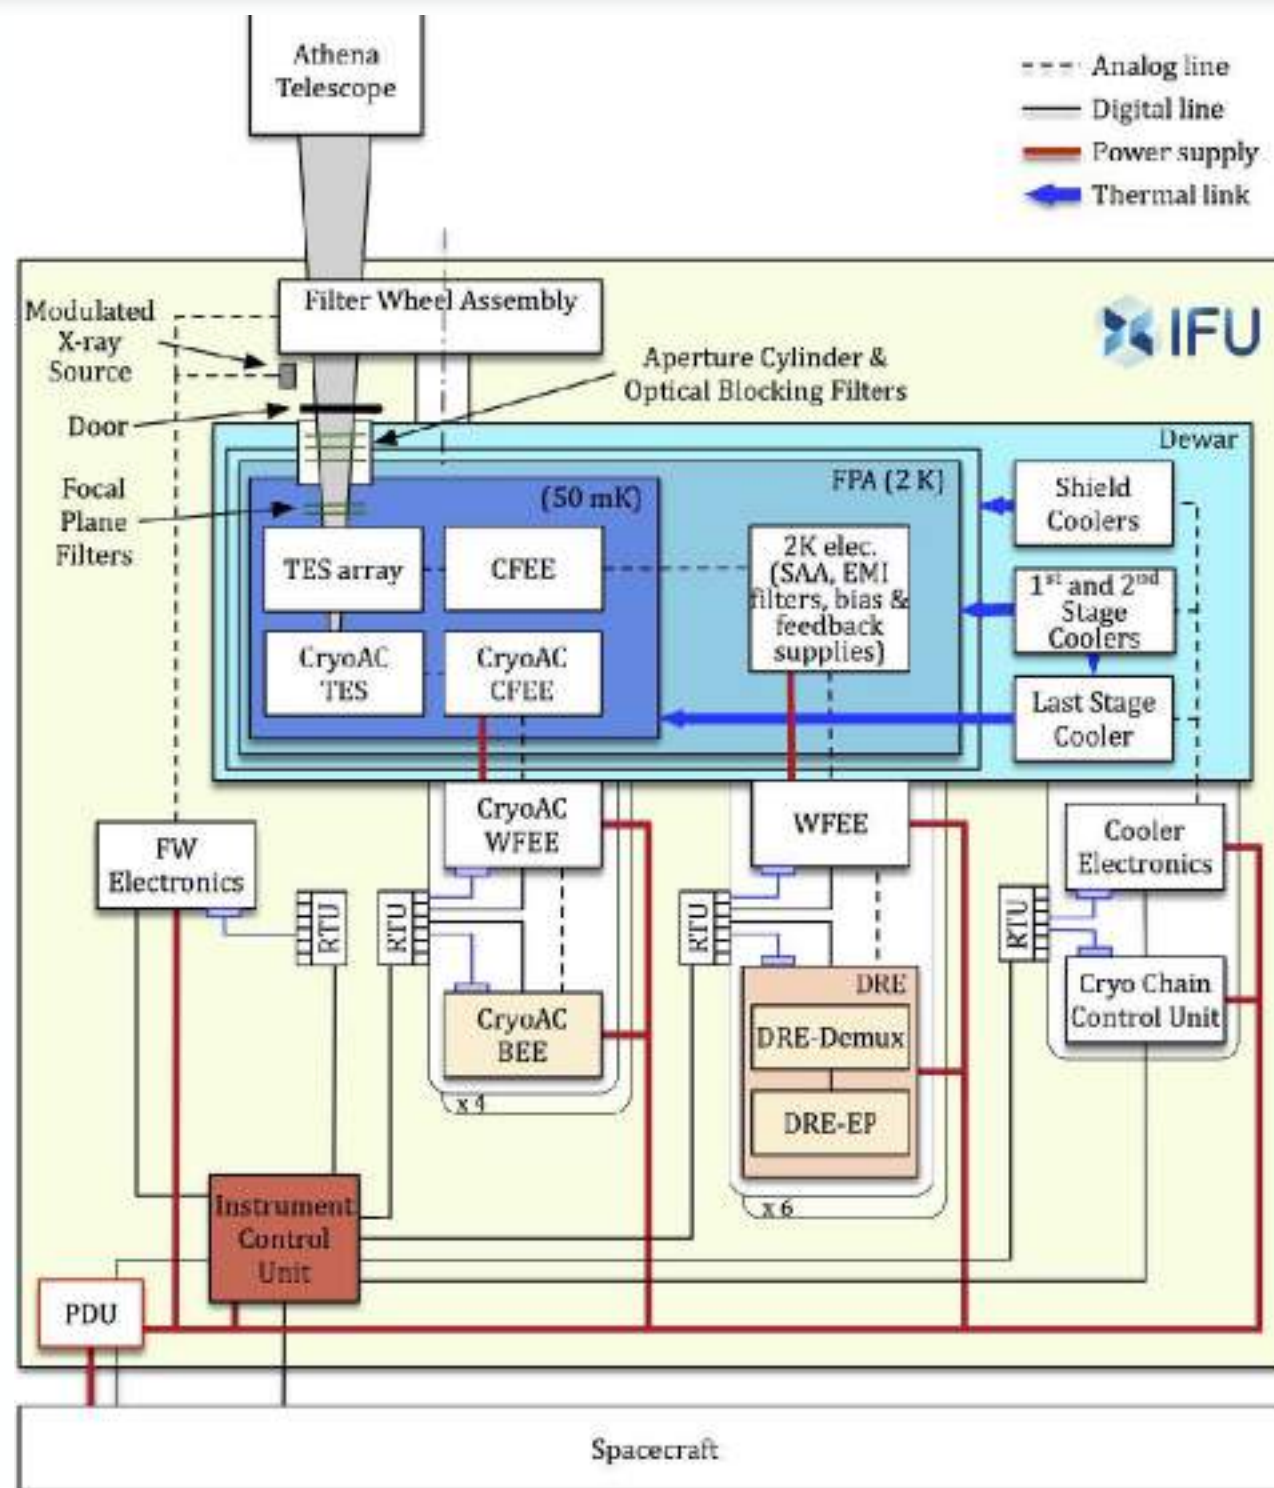 Athena
Telescope
Analog line
Digital line
Power supply
Thermal link
Modulated
X-ray
Source
Filter Wheel Assembly
IFU
Aperture Cylinder &
Optical Blocking Filters
Door
Dewar
Focal
Plane
Filters
(50 mK)
FPA (2 K)
Shield
Coolers
TES array
CFEE
2K elec.
(SAA, EMI
filters, bias &
feedback
supplies)
1st and 2nd
Stage
Coolers
CryoAC
TES
CryoAC
CFEE
Last Stage
Cooler
CryoAC
WFEE
WFEE
Cooler
Electronics
FW
Electronics
RTU
RTU
RTU
RTU
CryoAC
BEE
x 4
DRE
DRE-Demux
DRE-EP
x 6
Cryo Chain
Control Unit
Instrument
Control
Unit
PDU
Spacecraft